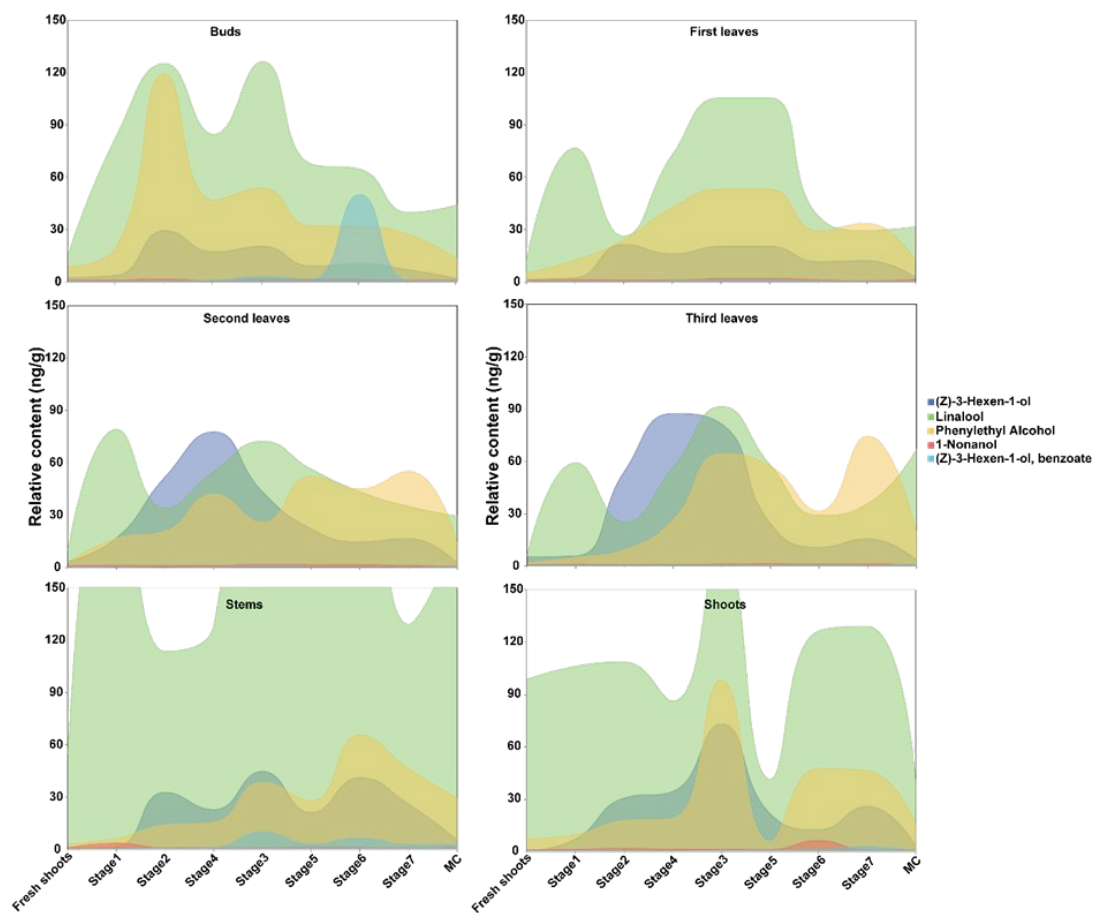 Buds
150
120
90
60
30
0
First leaves
150
120
90
60
30
0
Second leaves
150
120
90
60
30
0
Relative content (ng/g)
Third leaves
150
120
90
60
30
0
Relative content (ng/g)
(Z)-3-Hexen-1-ol
Linalool
Phenylethyl Alcohol
1-Nonanol
(Z)-3-Hexen-1-ol, benzoate
Stems
150
120
90
60
30
0
Fresh shoots
Stage1
Stage2
Stage4
Stage3
Stage5
Stage6
Stage7
MC
Shoots
150
120
90
60
30
0
Fresh shoots
Stage1
Stage2
Stage4
Stage3
Stage5
Stage6
Stage7
MC